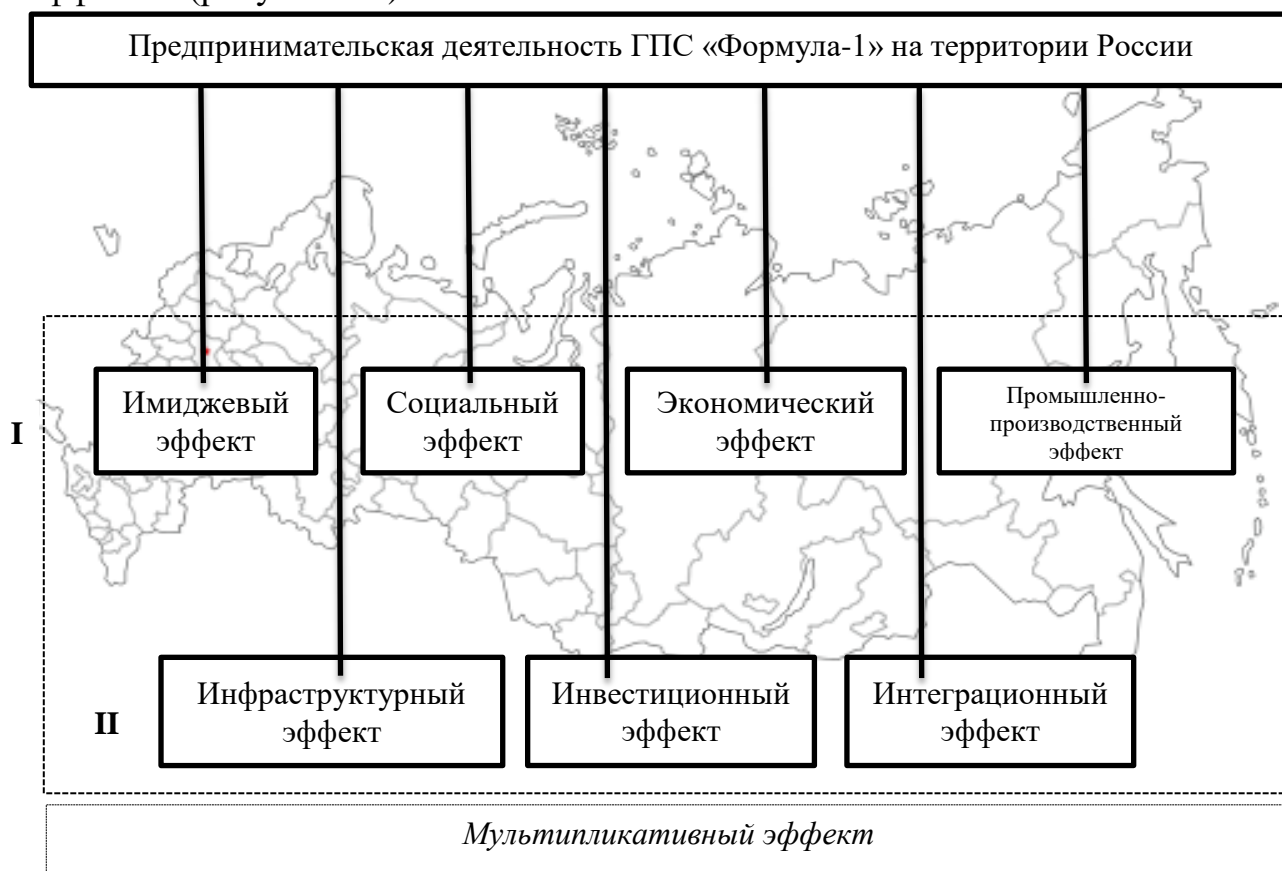 Предпринимательская деятельность ГПС «Формула-1» на территории России
I
Имиджевый
эффект
Социальный
эффект
Экономический
эффект
Промышленно-
производственный
эффект
II
Инфраструктурный
эффект
Инвестиционный
эффект
Интеграционный
эффект
Мультипликативный эффект